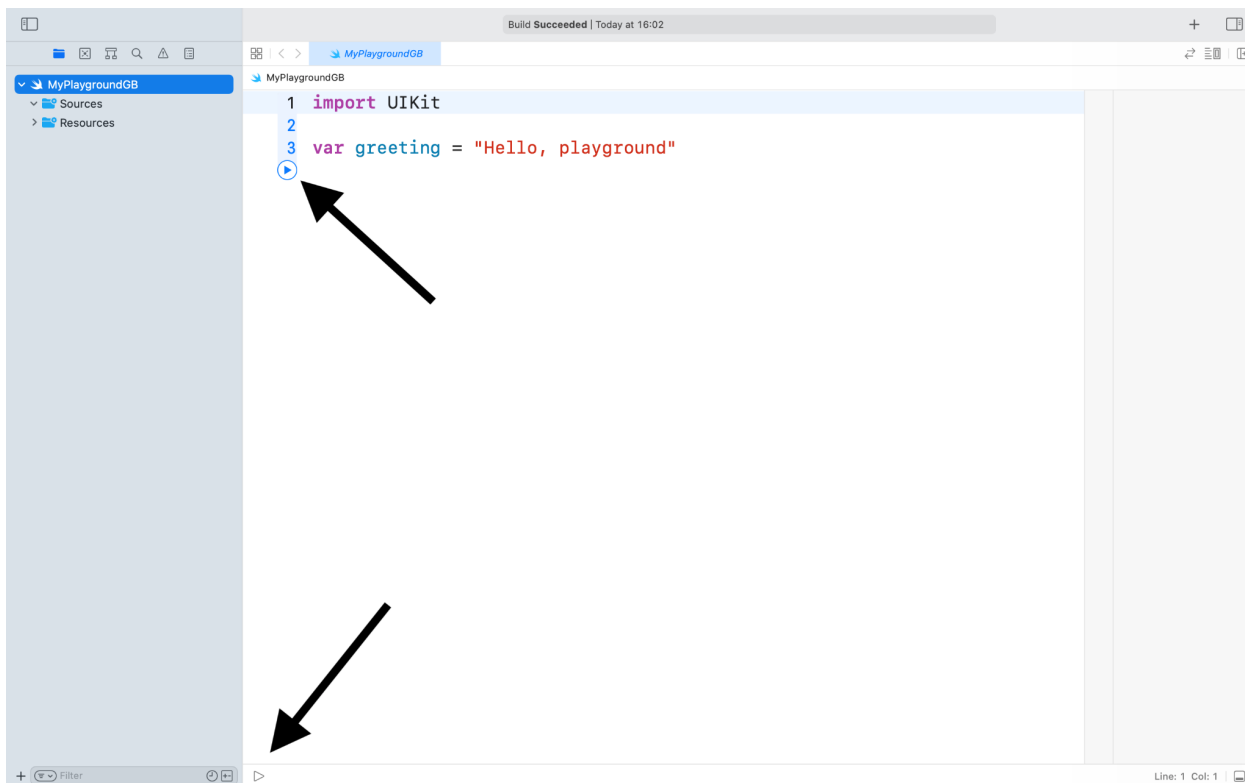 Build Succeeded | Today at 16:02
MyPlaygroundGB
MyPlaygroundGB
MyPlaygroundGB
Sources
Resources
1 import UIKit
2
3 var greeting = "Hello, playground"
Filter
Line: 1 Col: 1